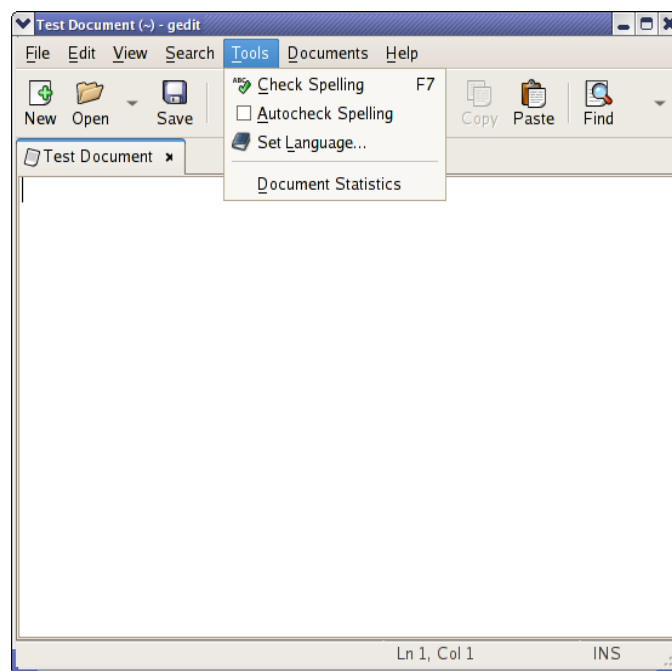 Test Document (~) - gedit
File Edit View Search Tools Documents Help
Check Spelling F7
Autocheck Spelling
Set Language...
Document Statistics
New Open Save Copy Paste Find
Test Document
Ln 1, Col 1 INS